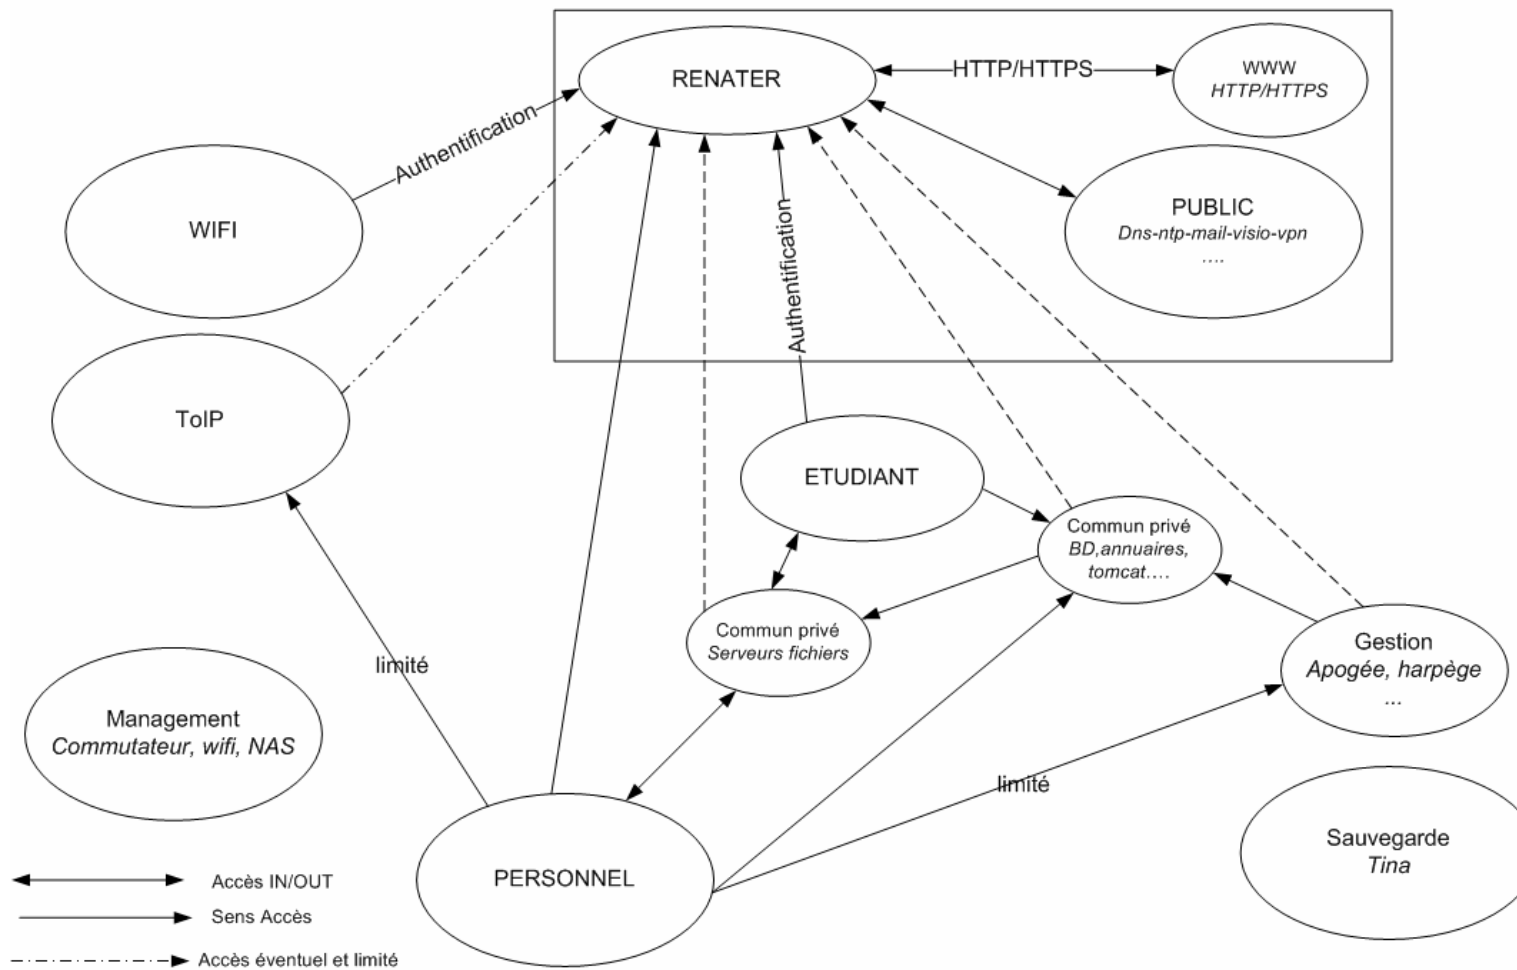 RENATER
HTTP/HTTPS
WWW
HTTP/HTTPS
Authentification
WIFI
PUBLIC
Dns-ntp-mail-visio-vpn
....
Authentification
ToIP
ETUDIANT
Commun privé
BD,annuaires,
tomcat....
Commun privé
Serveurs fichiers
Gestion
Apogée, harpège
...
limité
Management
Commutateur, wifi, NAS
limité
Sauvegarde
Tina
PERSONNEL
Accès IN/OUT
Sens Accès
Accès éventuel et limité